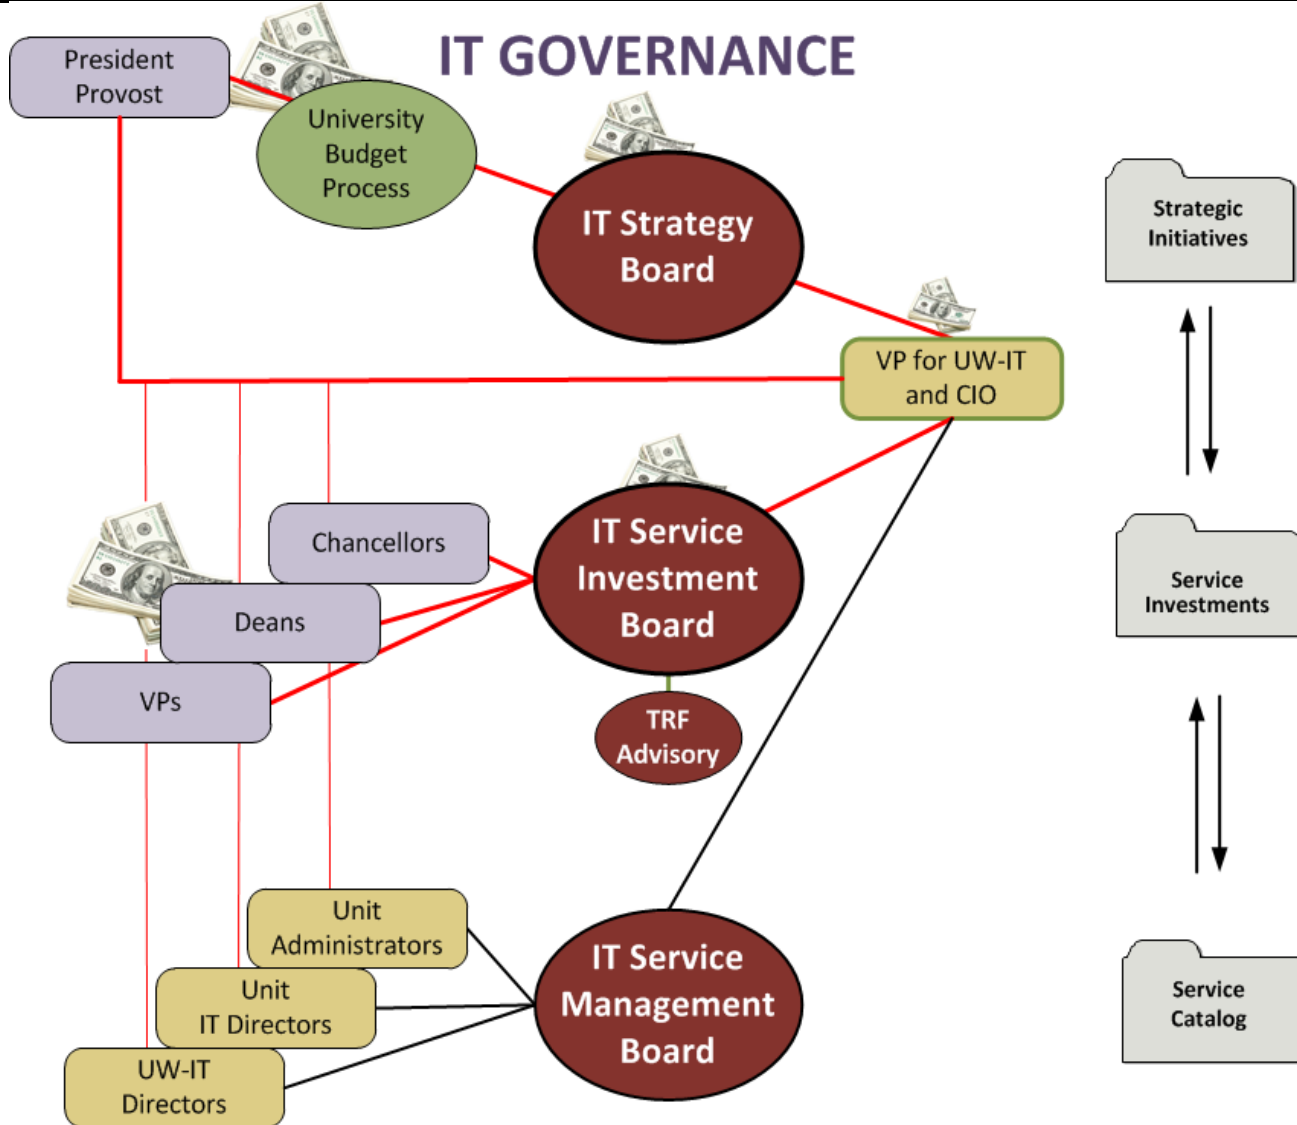 IT GOVERNANCE
President
Provost
University
Budget
Process
IT Strategy
Board
Strategic
Initiatives
VP for UW-IT
and CIO
Chancellors
Deans
VPs
IT Service
Investment
Board
Service
Investments
TRF
Advisory
Unit
Administrators
Unit
IT Directors
UW-IT
Directors
IT Service
Management
Board
Service
Catalog